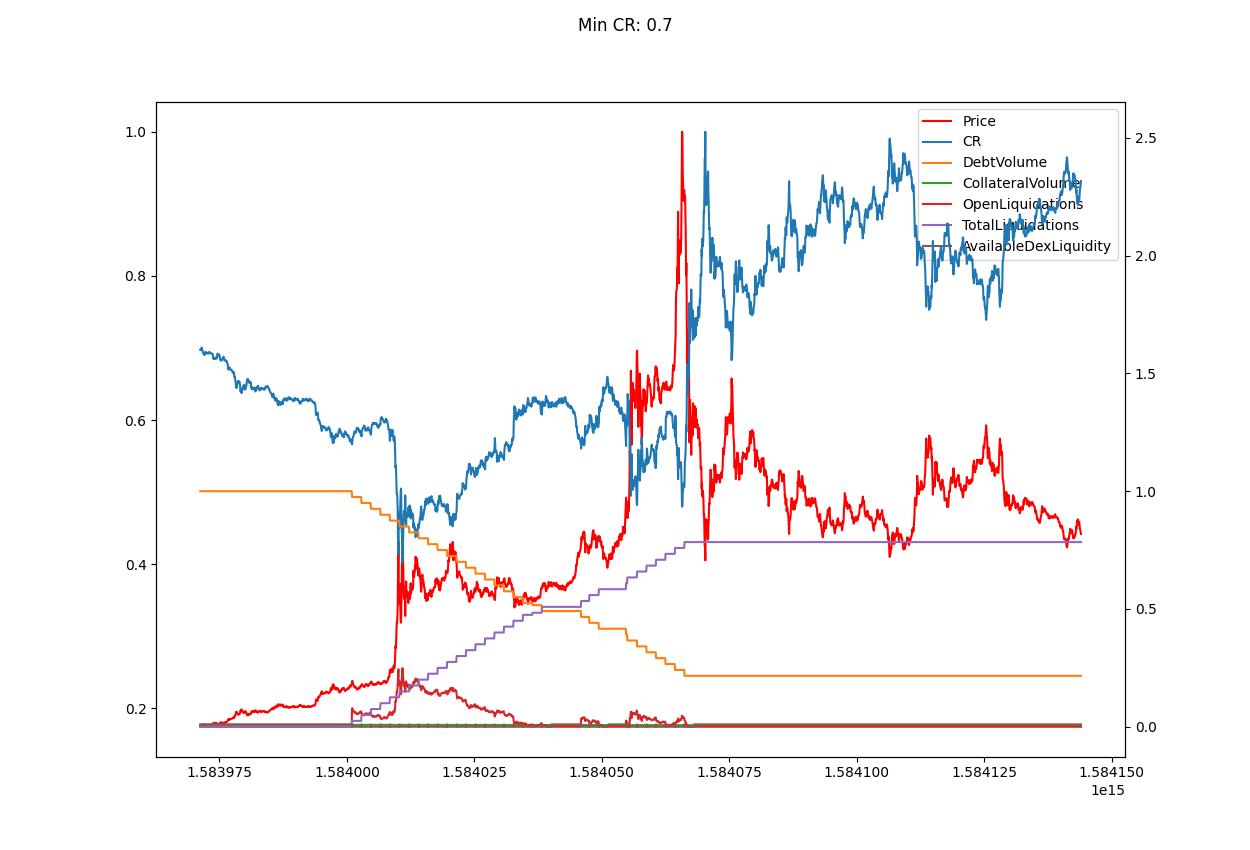 Min CR: 0.7
1.0
0.8
0.6
0.4
0.2
2.5
2.0
1.5
1.0
0.5
0.0
Price
CR
DebtVolume
CollateralVolume
OpenLiquidations
TotalLiquidations
AvailableDexLiquidity
1.583975 1.584000 1.584025 1.584050 1.584075 1.584100 1.584125 1.584150
1e15